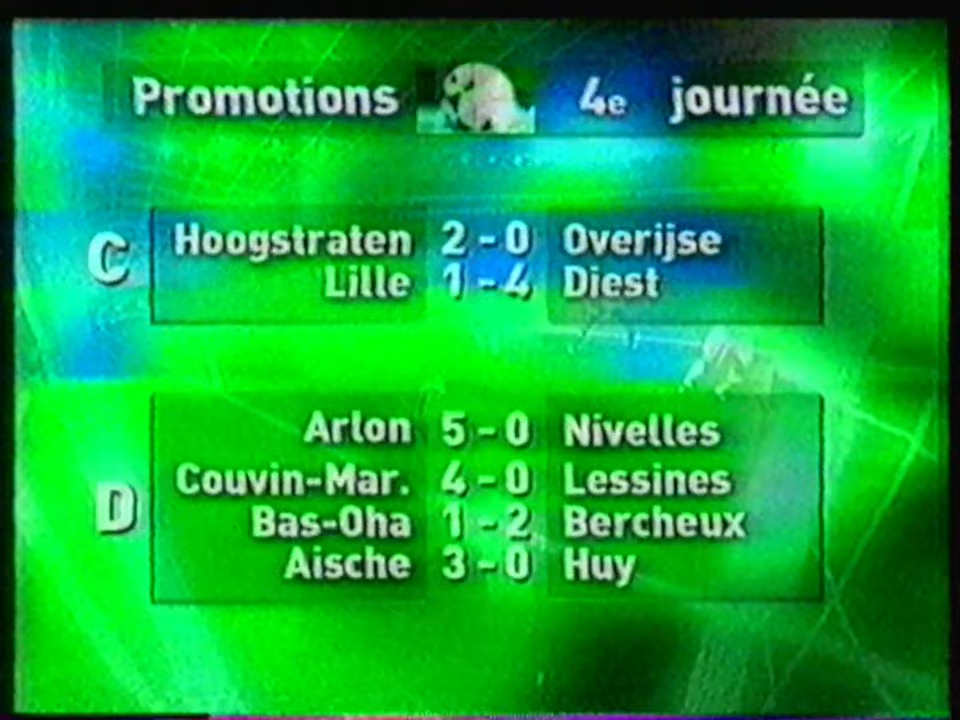 Promotions 4e journée
C
Hoogstraten 2 - 0 Overijse
Lille 1 - 4 Diest
D
Arlon 5 - 0 Nivelles
Couvin-Mar. 4 - 0 Lessines
Bas-Oha 1 - 2 Bercheux
Aische 3 - 0 Huy